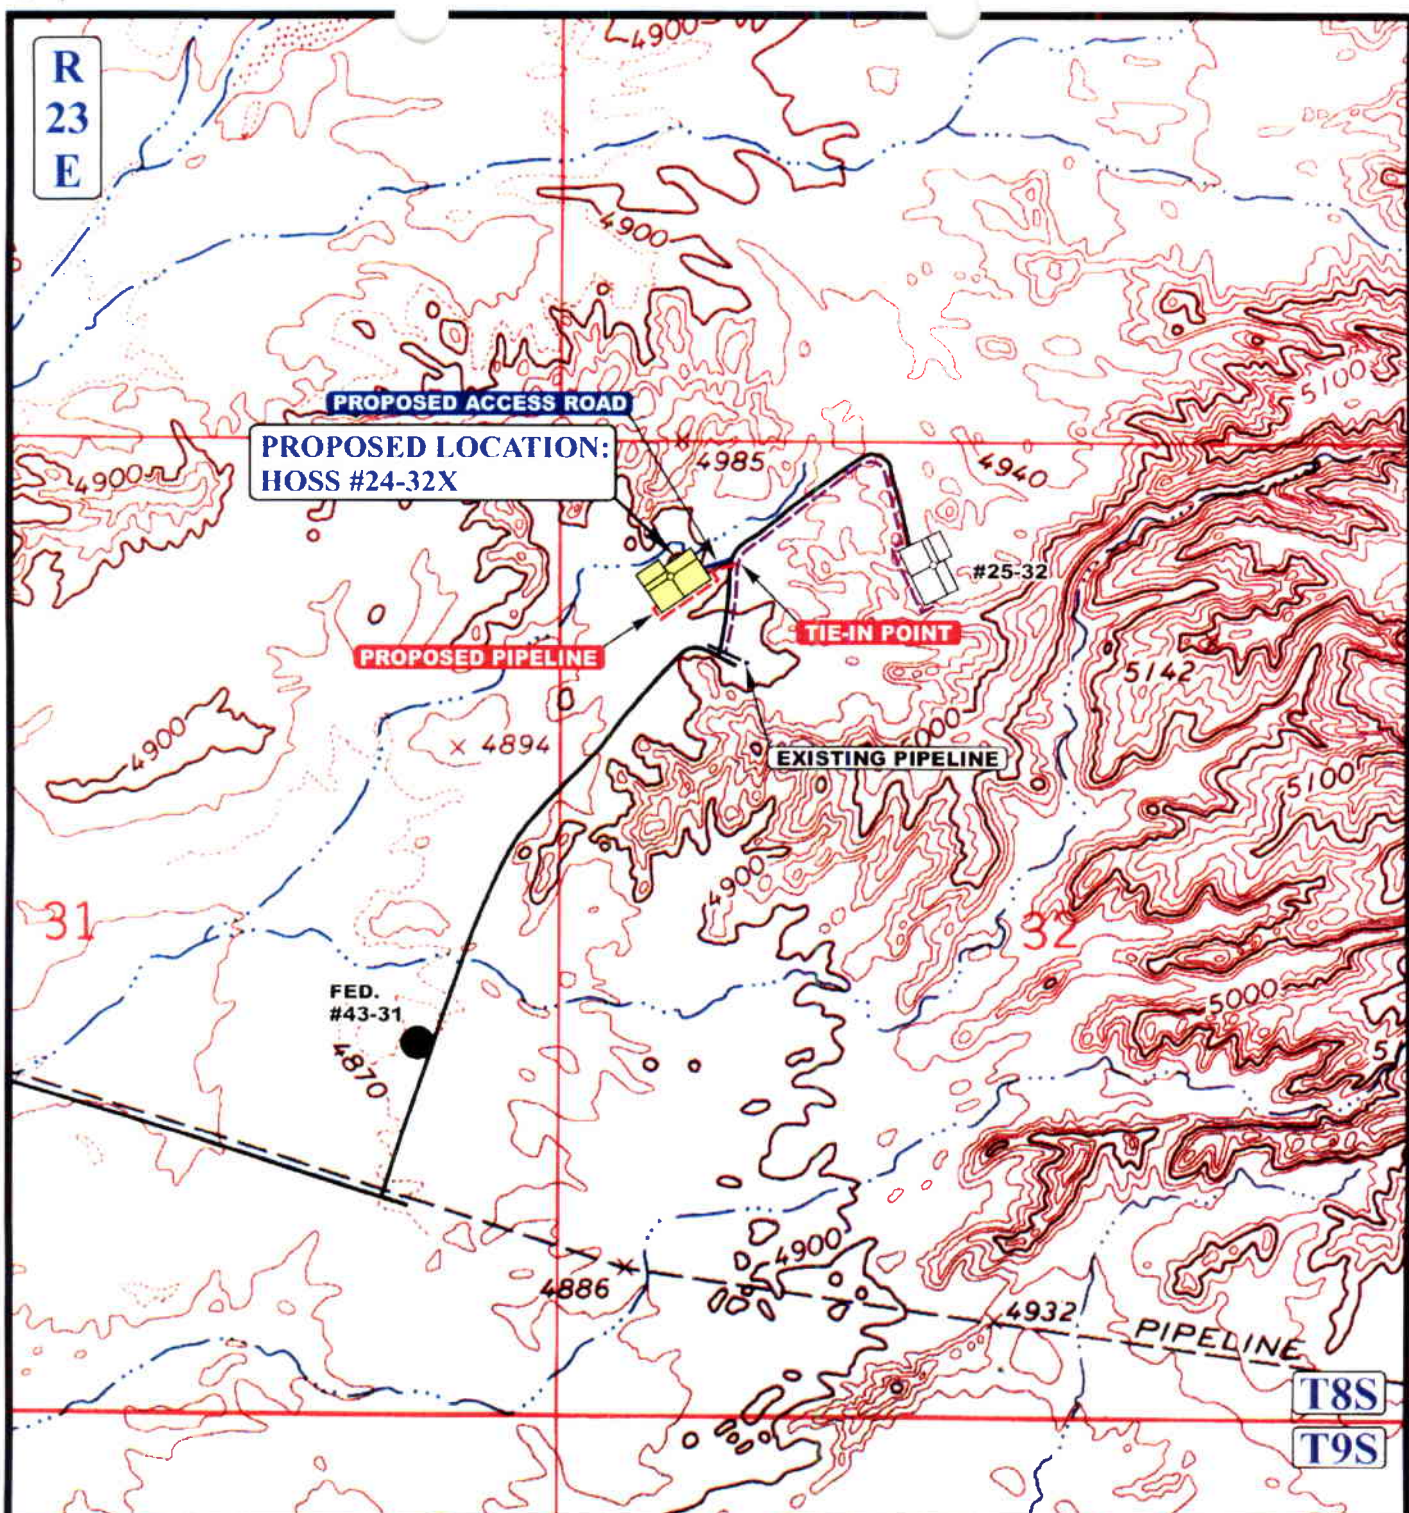 4900
R
23
E
4900
5100
PROPOSED ACCESS ROAD
PROPOSED LOCATION:
HOSS #24-32X
4985
4940
4900
#25-32
TIE-IN POINT
PROPOSED PIPELINE
5142
4900
4894
EXISTING PIPELINE
5100
4900
31
32
FED.
#43-31
5000
4870
4900
4886
4932
PIPELINE
T8S
T9S